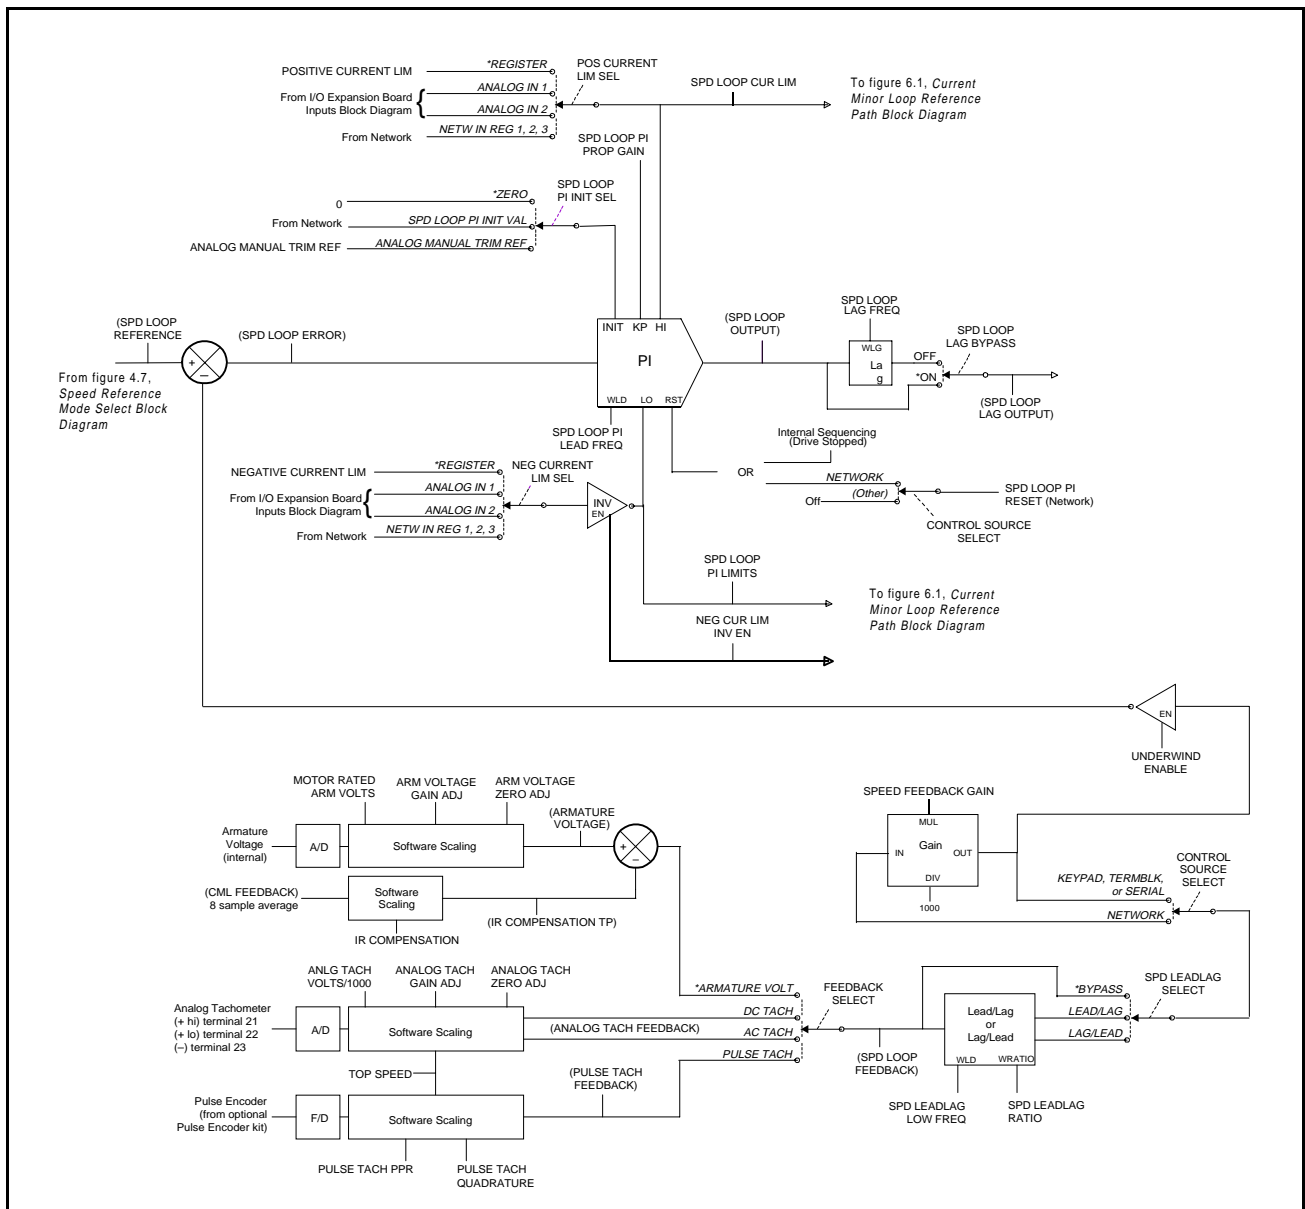 POSITIVE CURRENT LIM
*REGISTER
From I/O Expansion Board
Inputs Block Diagram
{
ANALOG IN 1
ANALOG IN 2
From Network
NETW IN REG 1, 2, 3
POS CURRENT
LIM SEL
SPD LOOP CUR LIM
To figure 6.1, Current
Minor Loop Reference
Path Block Diagram
SPD LOOP PI
PROP GAIN
0
*ZERO
From Network
SPD LOOP PI INIT VAL
ANALOG MANUAL TRIM REF
ANALOG MANUAL TRIM REF
SPD LOOP
PI INIT SEL
(SPD LOOP
REFERENCE
+
–
(SPD LOOP ERROR)
From figure 4.7,
Speed Reference
Mode Select Block
Diagram
INIT
KP
HI
PI
WLD
LO
RST
(SPD LOOP
OUTPUT)
SPD LOOP
LAG FREQ
WLG
La
g
OFF
*ON
SPD LOOP
LAG BYPASS
(SPD LOOP
LAG OUTPUT)
SPD LOOP PI
LEAD FREQ
Internal Sequencing
(Drive Stopped)
OR
NETWORK
Off
(Other)
SPD LOOP PI
RESET (Network)
CONTROL SOURCE
SELECT
NEGATIVE CURRENT LIM
*REGISTER
From I/O Expansion Board
Inputs Block Diagram
{
ANALOG IN 1
ANALOG IN 2
From Network
NETW IN REG 1, 2, 3
NEG CURRENT
LIM SEL
INV
EN
SPD LOOP
PI LIMITS
To figure 6.1, Current
Minor Loop Reference
Path Block Diagram
NEG CUR LIM
INV EN
EN
UNDERWIND
ENABLE
MOTOR RATED
ARM VOLTS
ARM VOLTAGE
GAIN ADJ
ARM VOLTAGE
ZERO ADJ
Armature
Voltage
(internal)
A/D
Software Scaling
(ARMATURE
VOLTAGE)
+
–
(CML FEEDBACK)
8 sample average
Software
Scaling
(IR COMPENSATION TP)
IR COMPENSATION
SPEED FEEDBACK GAIN
MUL
IN
Gain
OUT
DIV
1000
KEYPAD, TERMBLK,
or SERIAL
NETWORK
CONTROL
SOURCE
SELECT
ANLG TACH
VOLTS/1000
ANALOG TACH
GAIN ADJ
ANALOG TACH
ZERO ADJ
Analog Tachometer
(+ hi) terminal 21
(+ lo) terminal 22
(–) terminal 23
A/D
Software Scaling
(ANALOG TACH FEEDBACK)
*ARMATURE VOLT
DC TACH
AC TACH
PULSE TACH
FEEDBACK
SELECT
(SPD LOOP
FEEDBACK)
Lead/Lag
or
Lag/Lead
WLD
WRATIO
*BYPASS
LEAD/LAG
LAG/LEAD
SPD LEADLAG
SELECT
SPD LEADLAG
LOW FREQ
SPD LEADLAG
RATIO
TOP SPEED
Pulse Encoder
(from optional
Pulse Encoder kit)
F/D
Software Scaling
(PULSE TACH
FEEDBACK)
PULSE TACH PPR
PULSE TACH
QUADRATURE